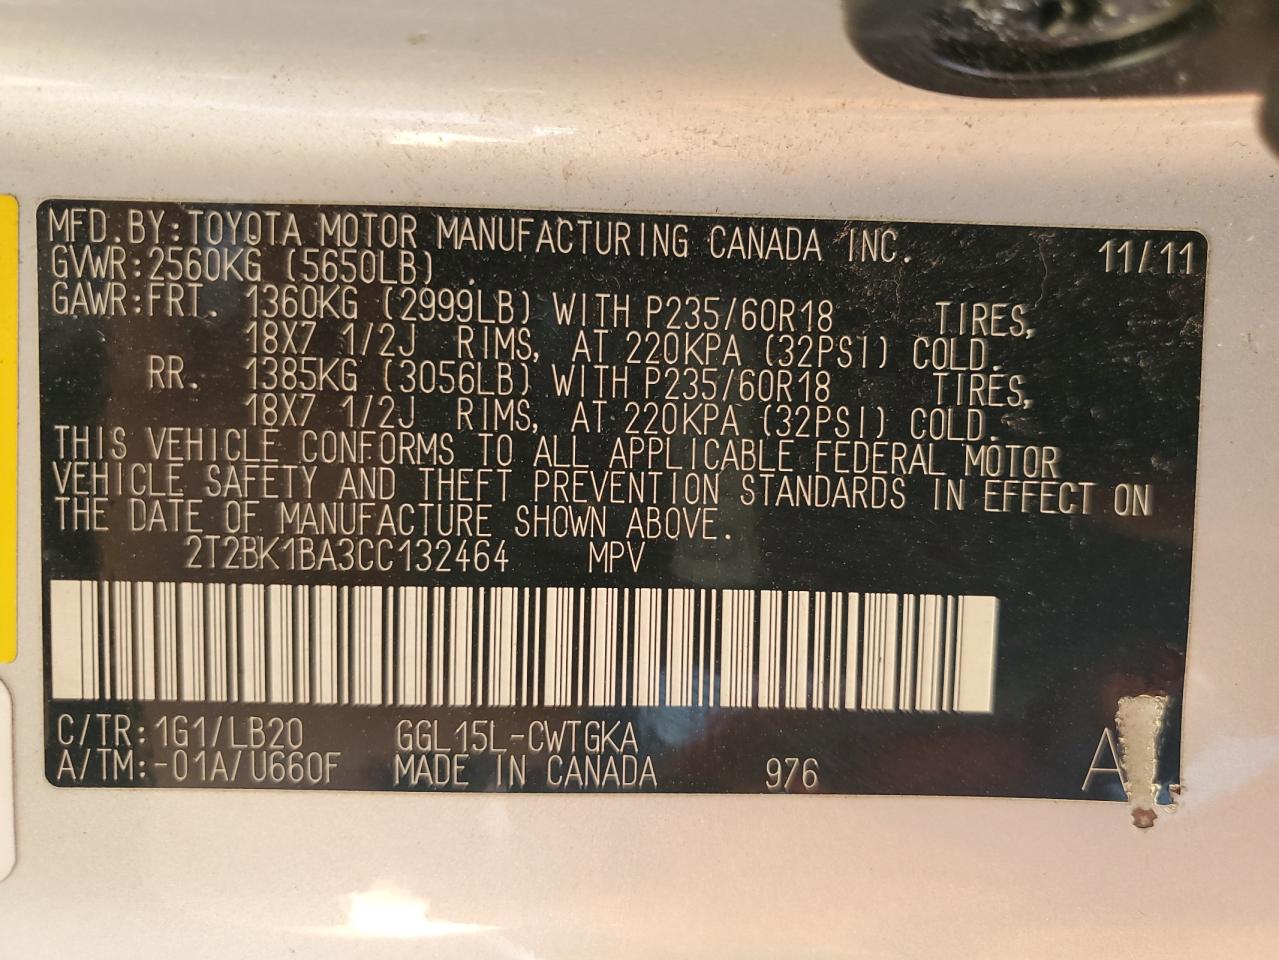 MFD.BY:TOYOTA MOTOR MANUFACTURING CANADA INC. 11/11
GVWR:2560KG (5650LB)
GAWR:FRT. 1360KG (2999LB) WITH P235/60R18 TIRES,
18X7 1/2J RIMS, AT 220KPA (32PSI) COLD.
RR. 1385KG (3056LB) WITH P235/60R18 TIRES,
18X7 1/2J RIMS, AT 220KPA (32PSI) COLD.
THIS VEHICLE CONFORMS TO ALL APPLICABLE FEDERAL MOTOR
VEHICLE SAFETY AND THEFT PREVENTION STANDARDS IN EFFECT ON
THE DATE OF MANUFACTURE SHOWN ABOVE.
2T2BK1BA3CC132464 MPV
C/TR:1G1/LB20 GGL15L-CWTGKA
A/TM:-01A/U660F MADE IN CANADA 976 A